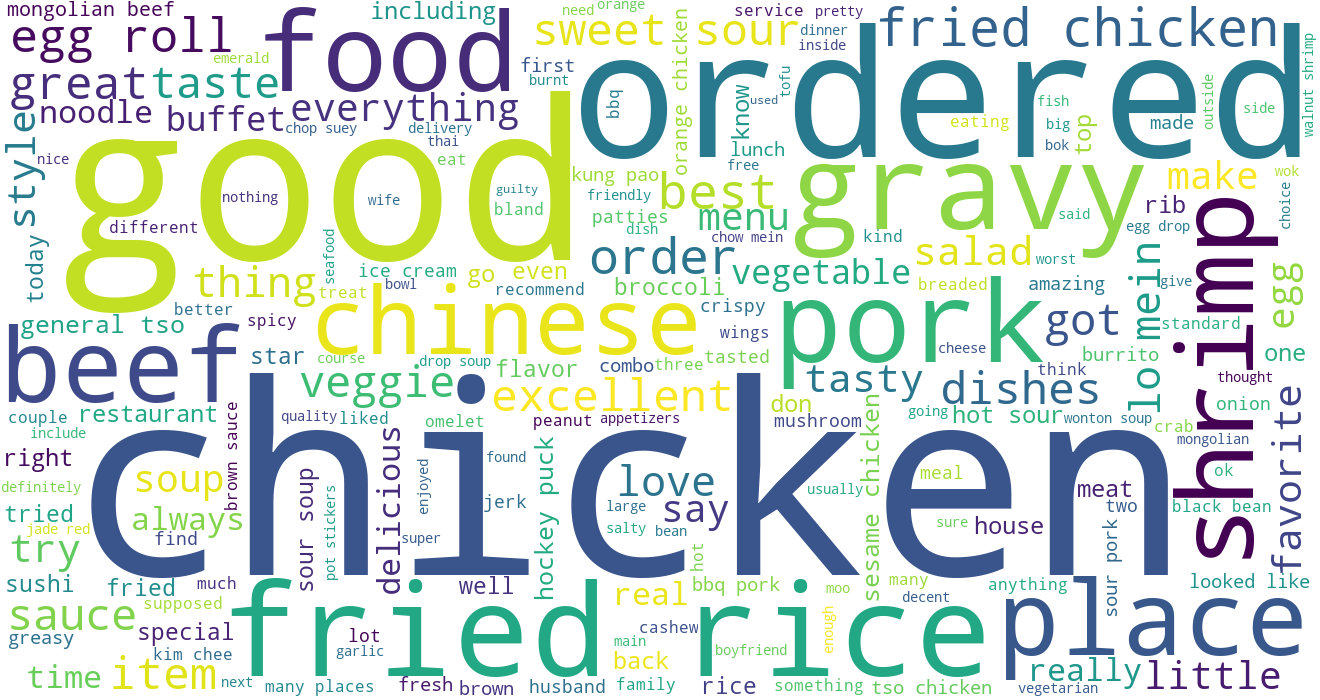 mongolian beef
including
need
orange
service
pretty
egg roll
food
sweet
sour
dinner
inside
fried chicken
emerald
first
burnt
great
taste
ordered
orange chicken
tofu
walnut shrimp
noodle
buffet
everything
bbq
know
used
fish
outside
side
chop suey
delivery
thai
eating
big
made
top
style
nice
good
eat
lunch
free
bok
nothing
wife
guilty
bland
kung pao
friendly
best
gravy
make
wok
different
patties
dish
menu
said
rib
choice
chow mein
kind
egg drop
today
seafood
order
salad
worst
shrimp
thing
ice cream
go
even
vegetable
treat
bowl
recommend
broccoli
breaded
amazing
give
egg
better
chinese
crispy
pork
got
lo mein
general tso
spicy
wings
standard
beef
star
course
drop soup
flavor
combo
three
tasted
cheese
burrito
one
think
veggie
excellent
tasty
dishes
thought
couple
restaurant
quality
liked
omelet
peanut
appetizers
don
mushroom
going
hot sour
wonton soup
onion
include
crab
favorite
mongolian
right
brown sauce
delicious
chicken
found
hockey puck
love
sesame chicken
meal
ok
soup
sour soup
enjoyed
meat
definitely
jerk
usually
tried
always
large
say
two
black bean
jade red
find
pot stickers
salty
bean
sure
house
try
super
hot
sour pork
sushi
fried
much
well
bbq pork
moo
many
anything
looked like
decent
sauce
supposed
fried rice
real
place
greasy
special
lot
cashew
enough
garlic
main
kim chee
back
boyfriend
really
time
item
next
many places
fresh
brown
husband
family
rice
something
tso chicken
vegetarian
little